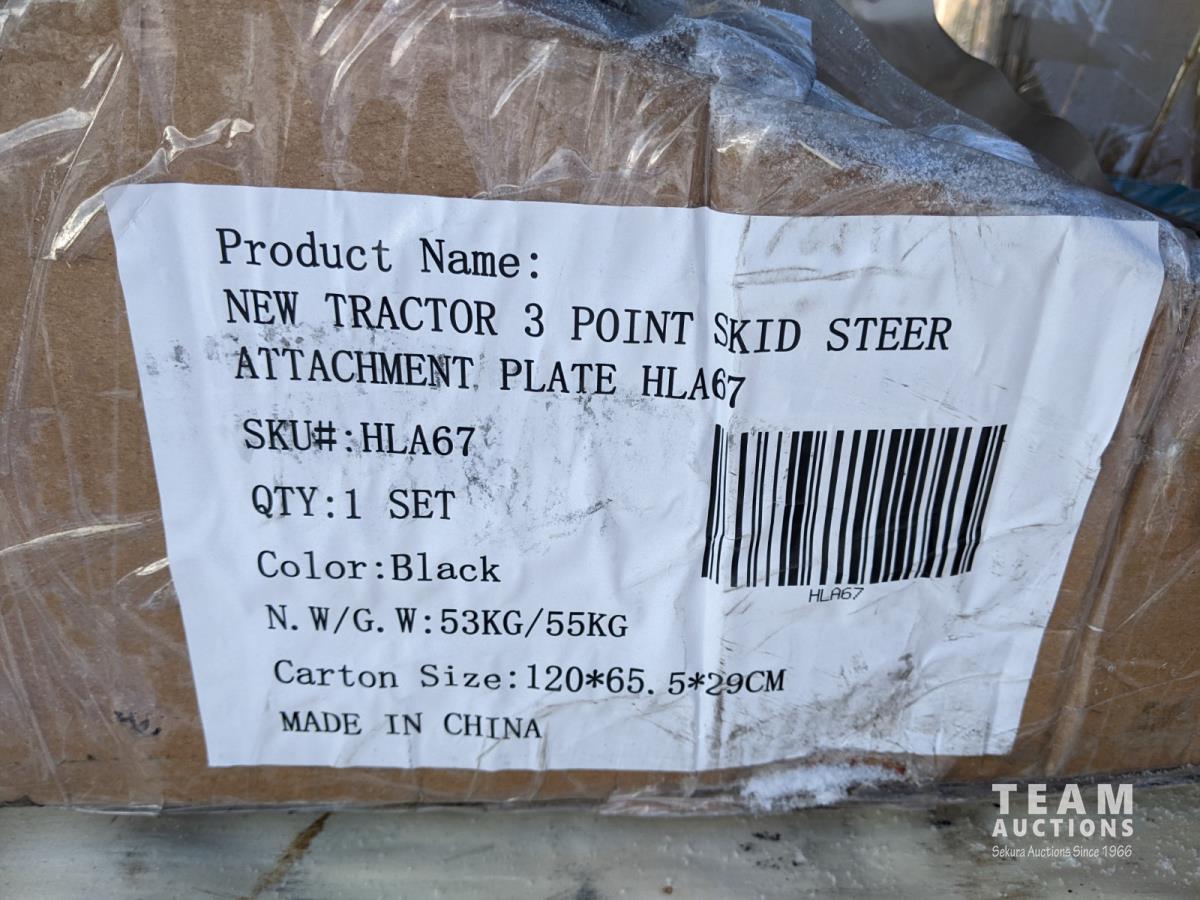 Product Name:
NEW TRACTOR 3 POINT SKID STEER
ATTACHMENT PLATE HLA67
SKU#:HLA67
QTY:1 SET
Color:Black
N.W/G.W:53KG/55KG
Carton Size:120*65.5*29CM
MADE IN CHINA
HLA67
TEAM
AUCTIONS
Sekura Auctions Since 1966